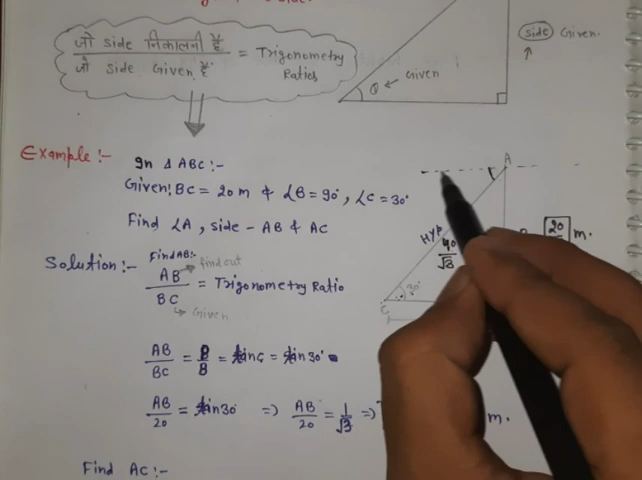 जो side निकालनी है
जो side Given है = Trigonometry Ratios
θ ← Given
side Given.
Example:-
In Δ ABC:-
Given: BC = 20 m & ∠B = 90°, ∠C = 30°
Find ∠A, side - AB & AC
A
Hyp
40
√3
20
m.
30°
C
Solution:-
Find AB:-
AB → find out
BC = Trigonometry Ratio
↳ Given
AB/BC = P/B = tan C = tan 30°
AB/20 = tan 30 => AB/20 = 1/√3 =>
m.
Find AC:-